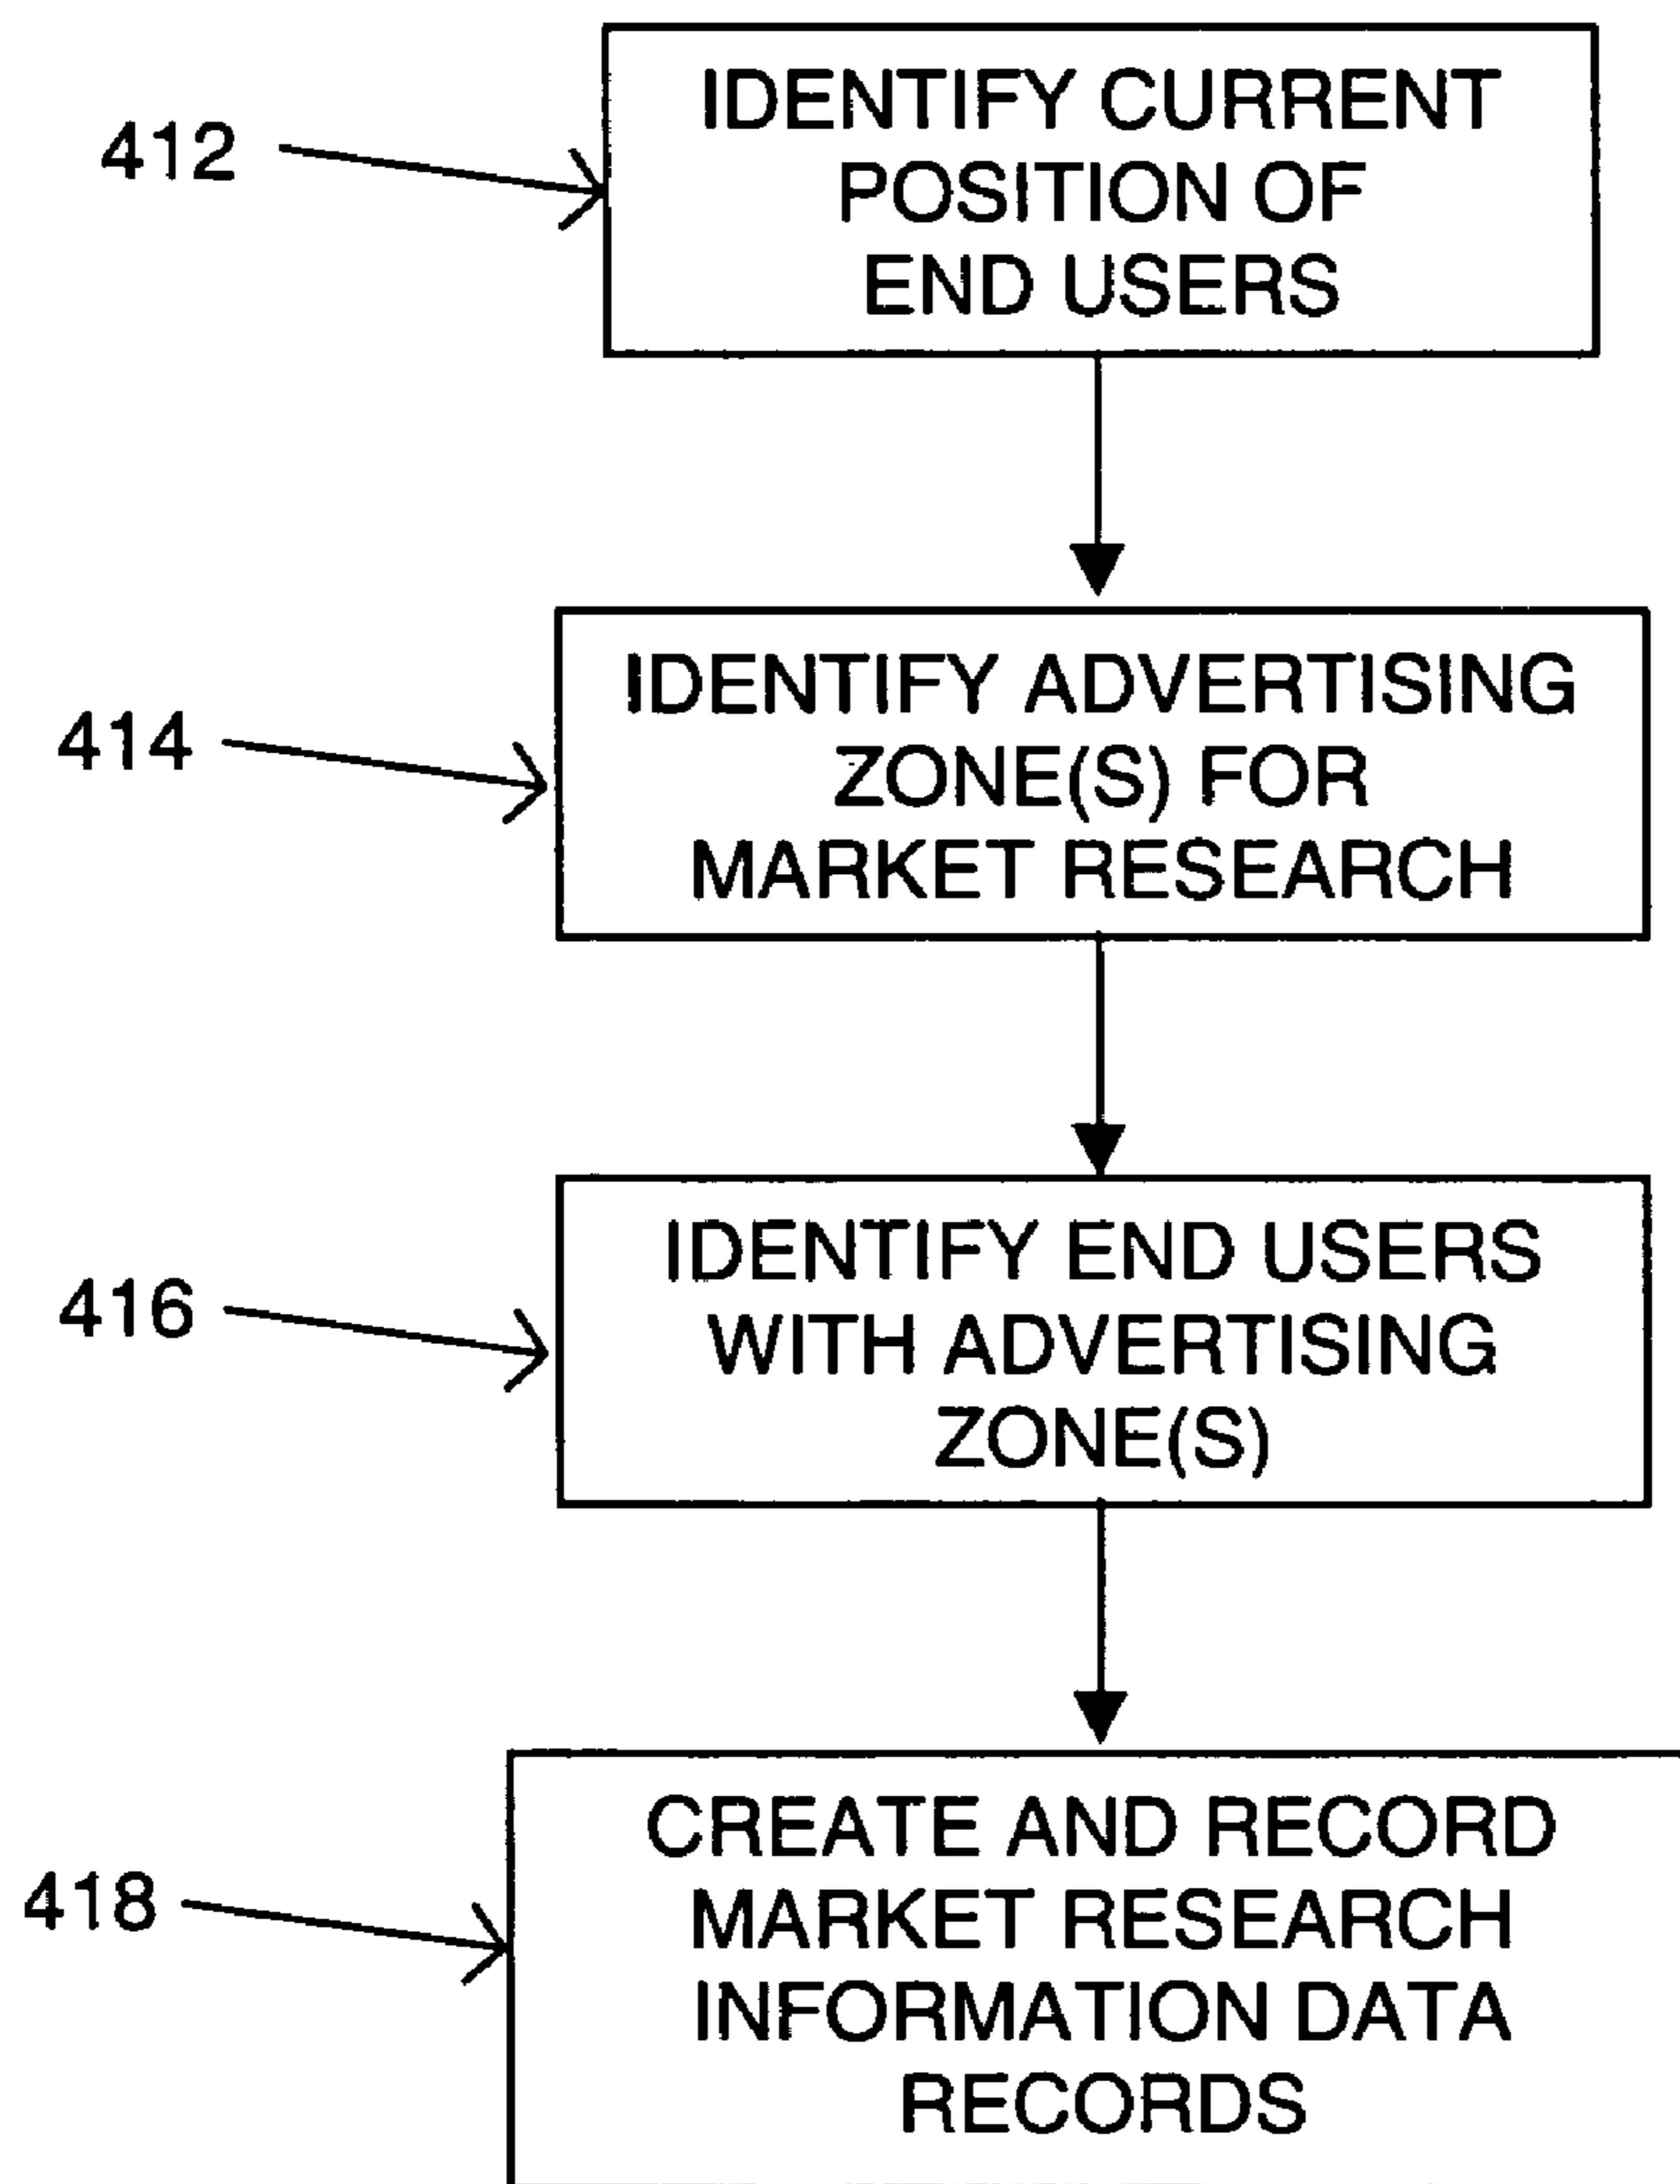 412
IDENTIFY CURRENT
POSITION OF
END USERS
414
IDENTIFY ADVERTISING
ZONE(S) FOR
MARKET RESEARCH
416
IDENTIFY END USERS
WITH ADVERTISING
ZONE(S)
418
CREATE AND RECORD
MARKET RESEARCH
INFORMATION DATA
RECORDS